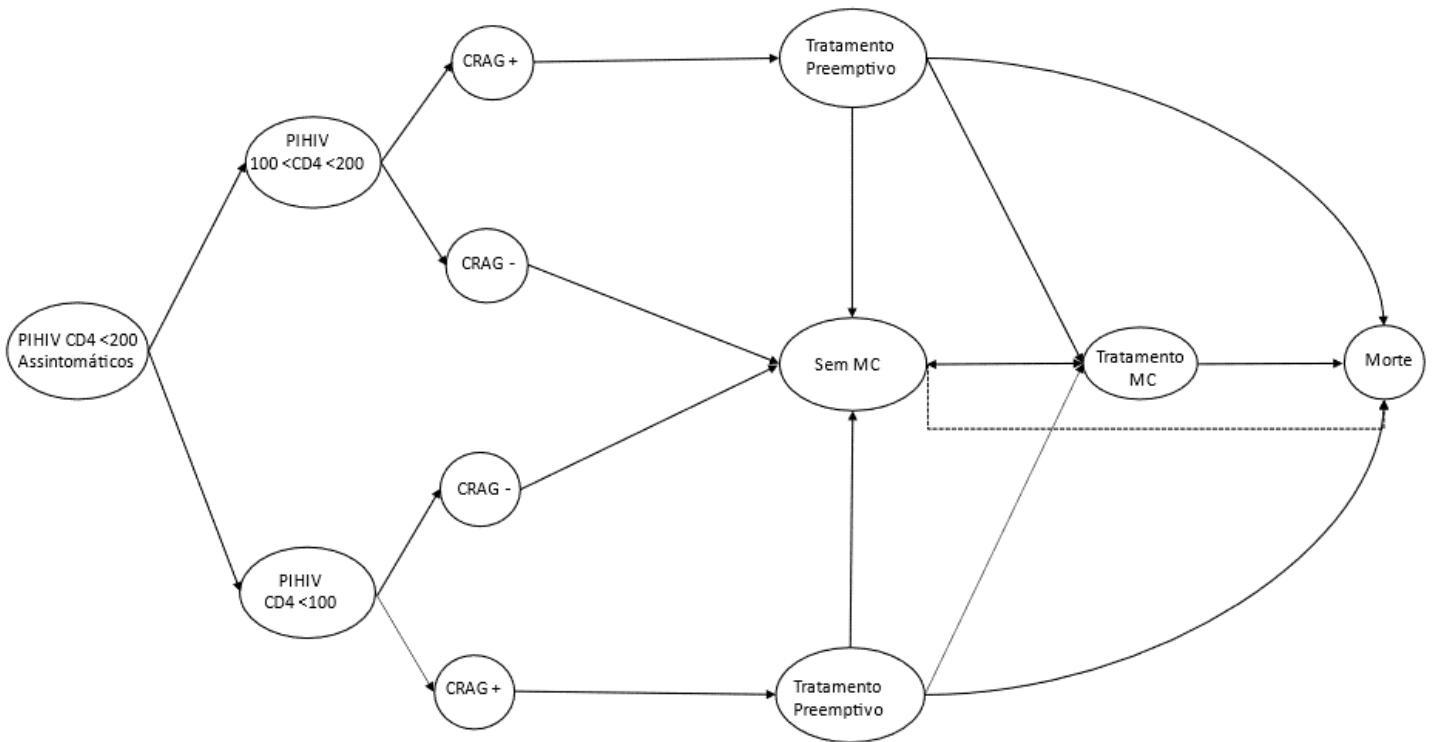 CRAG +
Tratamento
Preemptivo
PIHIV
100 <CD4 <200
CRAG -
PIHIV CD4 <200
Assintomáticos
Sem MC
Tratamento
MC
Morte
CRAG -
PIHIV
CD4 <100
CRAG +
Tratamento
Preemptivo